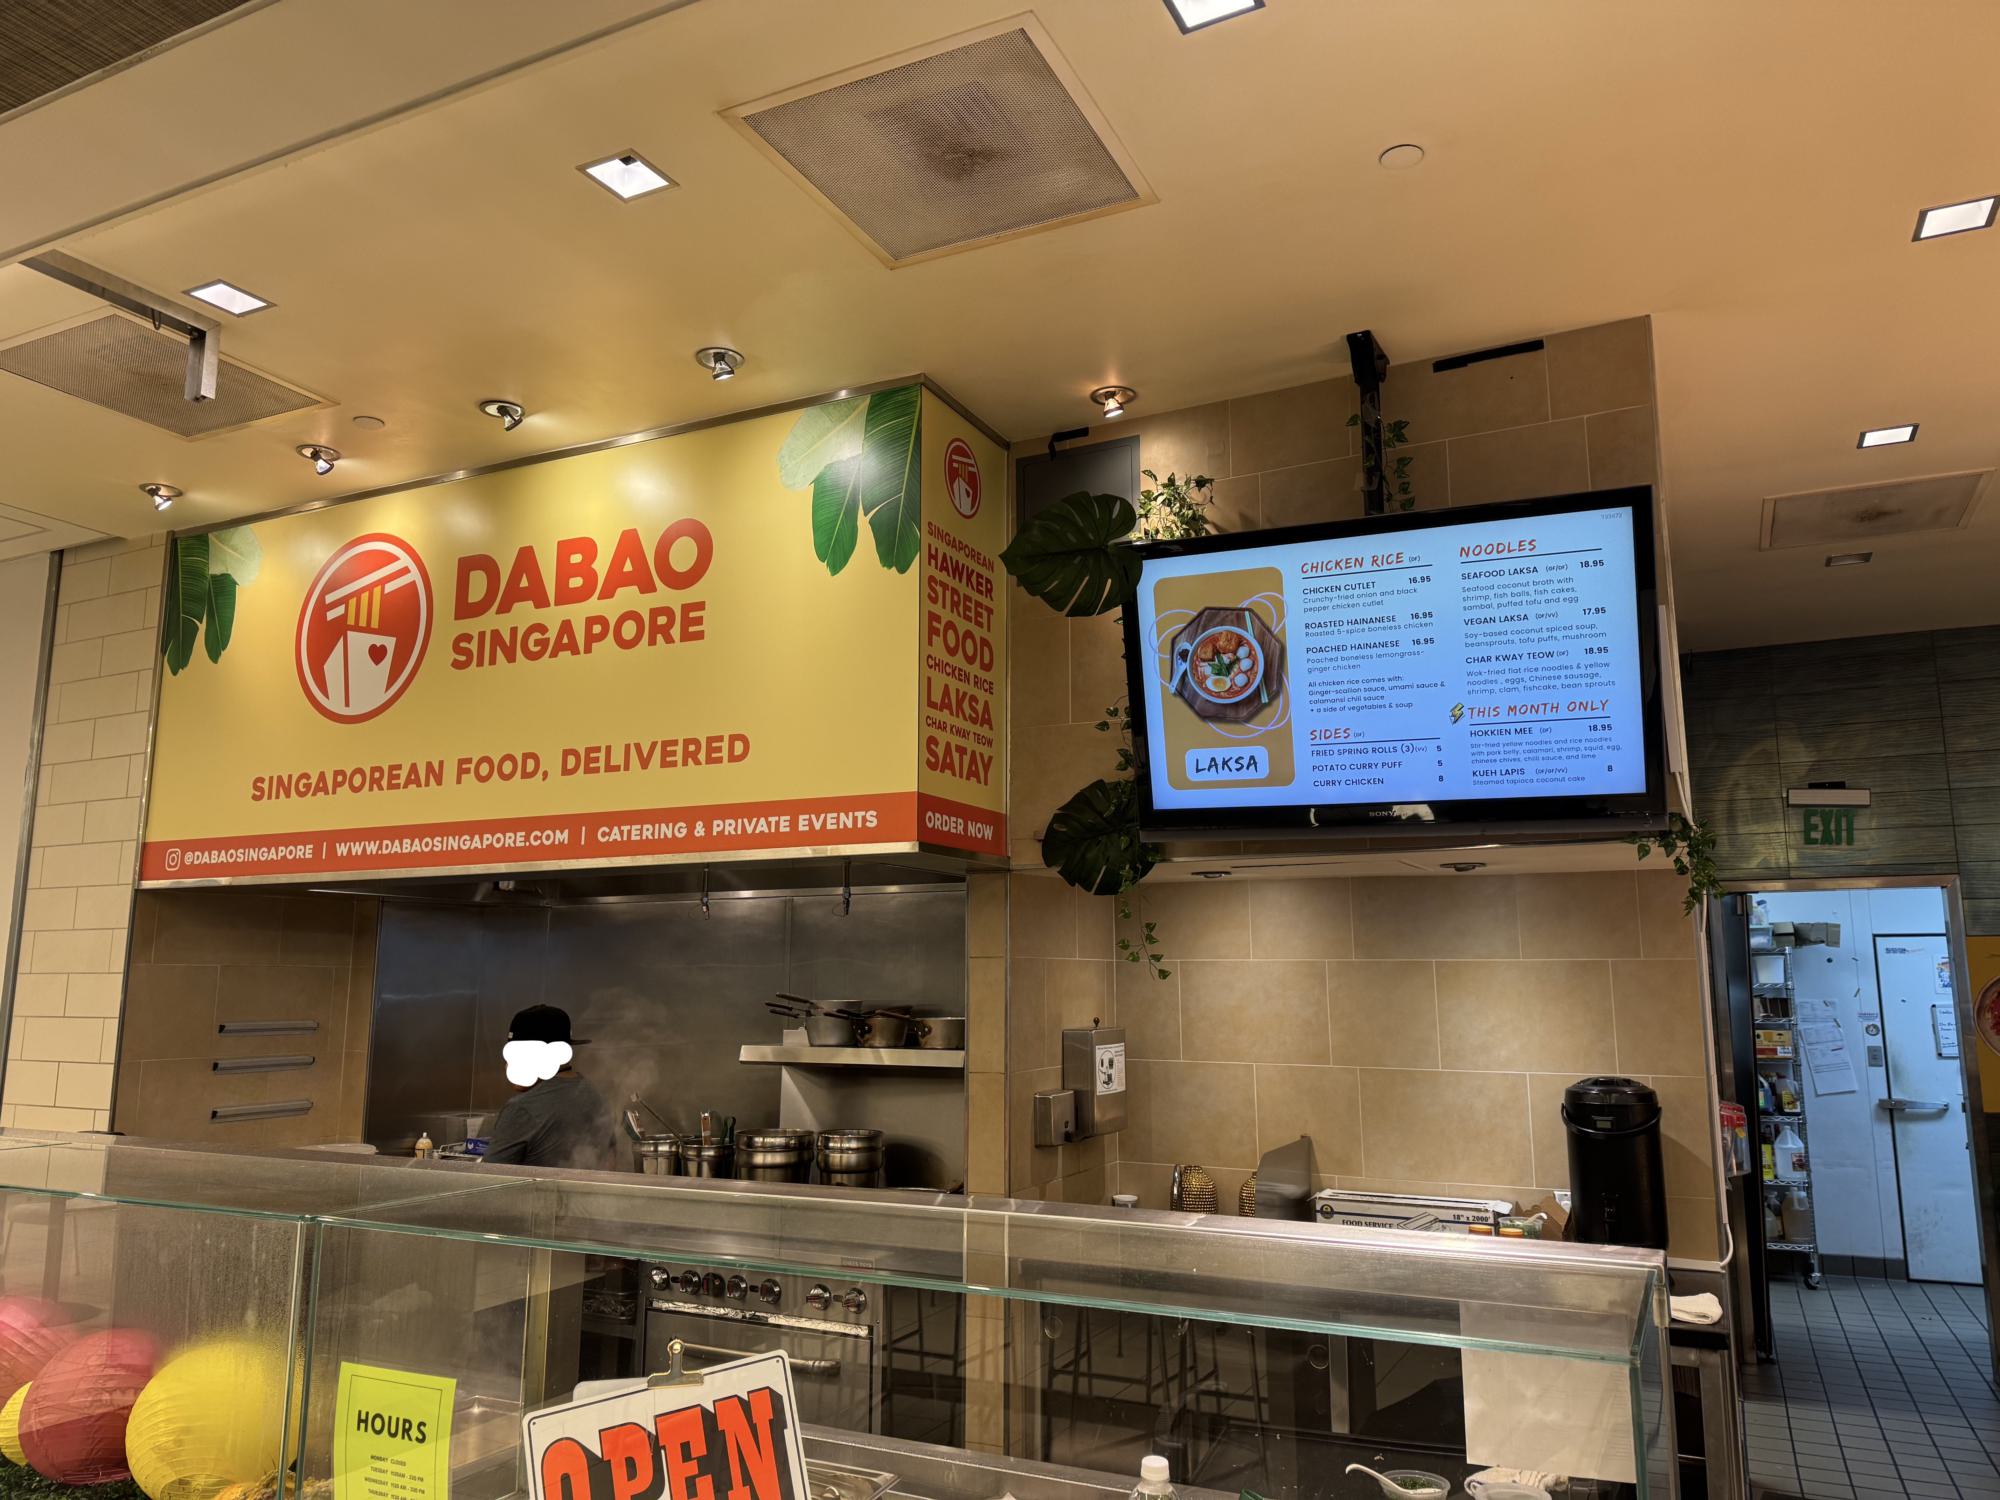 DABAO
SINGAPORE
SINGAPOREAN FOOD, DELIVERED
@DABAOSINGAPORE | WWW.DABAOSINGAPORE.COM | CATERING & PRIVATE EVENTS
SINGAPOREAN
HAWKER
STREET
FOOD
CHICKEN RICE
LAKSA
CHAR KWAY TEOW
SATAY
ORDER NOW
LAKSA
CHICKEN RICE (DF)
CHICKEN CUTLET 16.95
Crunchy-fried onion and black
pepper chicken cutlet
ROASTED HAINANESE 16.95
Roasted 5-spice boneless chicken
POACHED HAINANESE 16.95
Poached boneless lemongrass-
ginger chicken
All chicken rice comes with:
Ginger-scallion sauce, umami sauce &
calamansi chili sauce
+ a side of vegetables & soup
SIDES (DF)
FRIED SPRING ROLLS (3) (VV) 5
POTATO CURRY PUFF 5
CURRY CHICKEN 8
NOODLES
SEAFOOD LAKSA (GF/DF) 18.95
Seafood coconut broth with
shrimp, fish balls, fish cakes,
sambal, puffed tofu and egg
VEGAN LAKSA (GF/VV) 17.95
Soy-based coconut spiced soup,
beansprouts, tofu puffs, mushroom
CHAR KWAY TEOW (DF) 18.95
Wok-fried flat rice noodles & yellow
noodles , eggs, Chinese sausage,
shrimp, clam, fishcake, bean sprouts
THIS MONTH ONLY
HOKKIEN MEE (DF) 18.95
Stir-fried yellow noodles and rice noodles
with pork belly, calamari, shrimp, squid, egg,
chinese chives, chili sauce, and lime
KUEH LAPIS (DF/GF/VV) 8
Steamed tapioca coconut cake
SONY
EXIT
FOOD SERVICE
18" x 2000'
HOURS
MONDAY CLOSED
OPEN